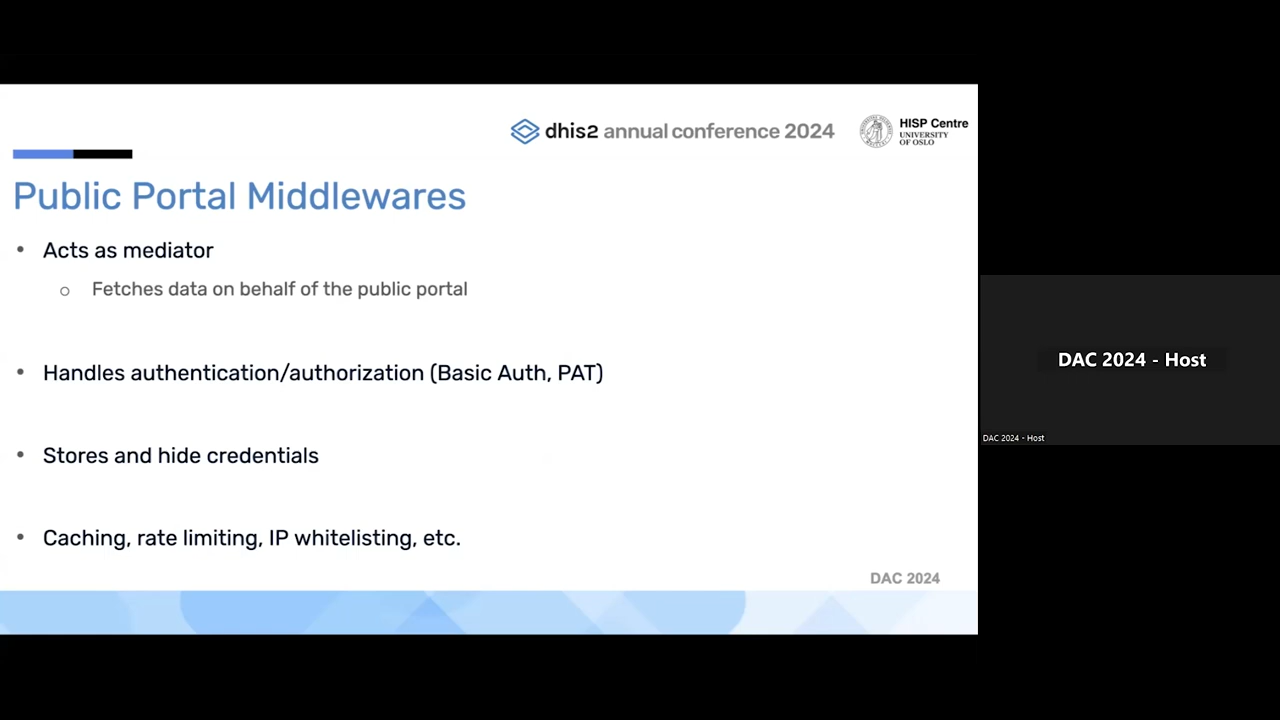 dhis2 annual conference 2024
HISP Centre
UNIVERSITY
OF OSLO
Public Portal Middlewares
• Acts as mediator
○ Fetches data on behalf of the public portal
• Handles authentication/authorization (Basic Auth, PAT)
• Stores and hide credentials
• Caching, rate limiting, IP whitelisting, etc.
DAC 2024
DAC 2024 - Host
DAC 2024 - Host